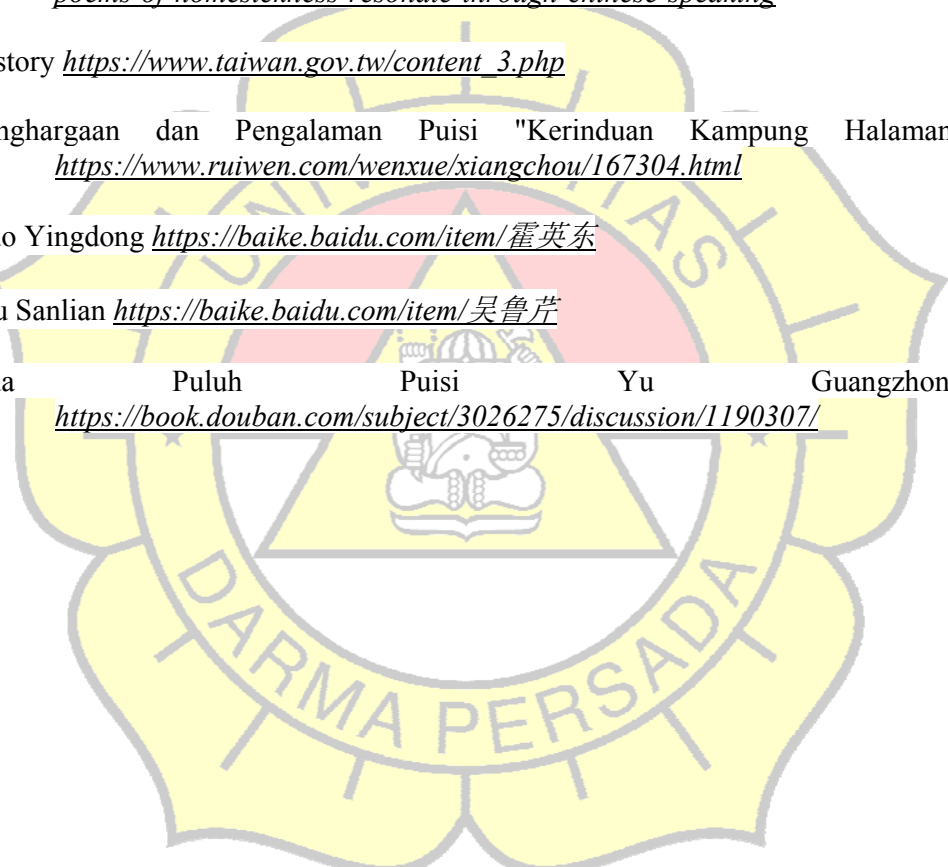 poems-of-homesickness-resonate-through-chinese-speaking
story https://www.taiwan.gov.tw/content_3.php
nghargaan dan Pengalaman Puisi "Kerinduan Kampung Halaman
https://www.ruiwen.com/wenxue/xiangchou/167304.html
o Yingdong https://baike.baidu.com/item/霍英东
u Sanlian https://baike.baidu.com/item/吴鲁芹
a Puluh Puisi Yu Guangzhon
https://book.douban.com/subject/3026275/discussion/1190307/
UNIVERSITAS
DARMA PERSADA